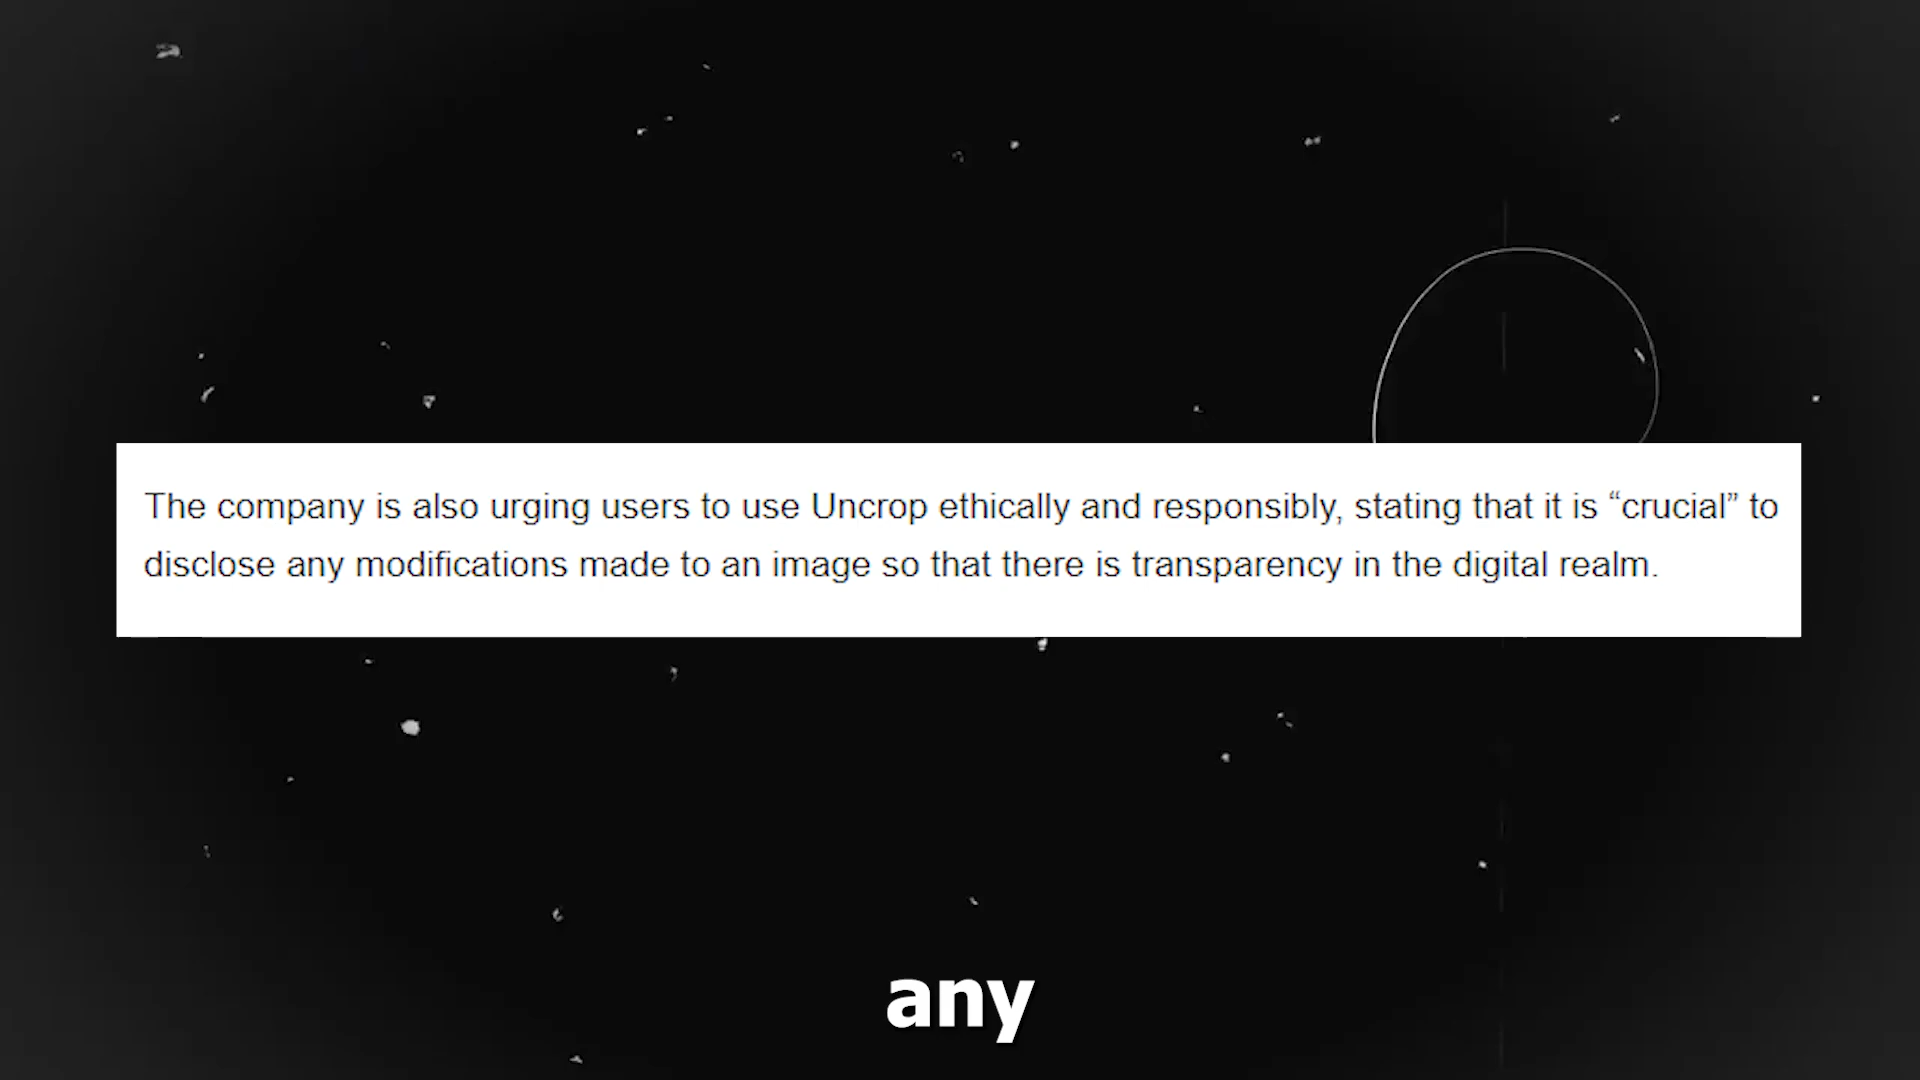 The company is also urging users to use Uncrop ethically and responsibly, stating that it is “crucial” to
disclose any modifications made to an image so that there is transparency in the digital realm.
any